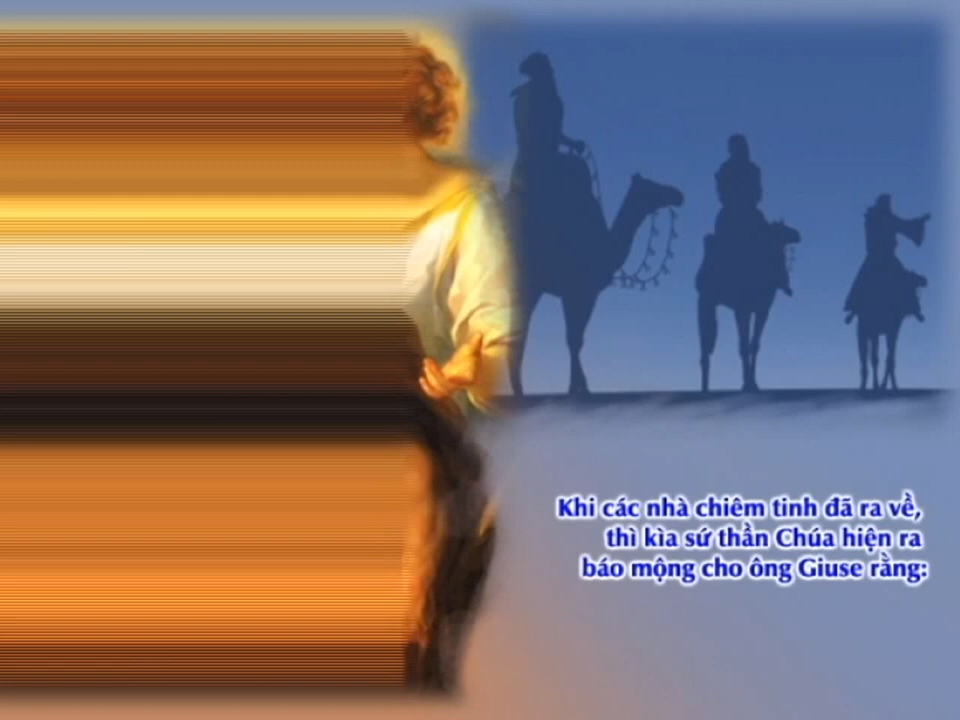 Khi các nhà chiêm tinh đã ra về,
thì kìa sứ thần Chúa hiện ra
báo mộng cho ông Giuse rằng: